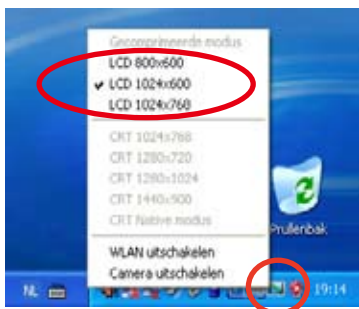 Gecomprimeerde modus
LCD 800x600
LCD 1024x600
LCD 1024x768
CRT 1024x768
CRT 1280x720
CRT 1280x1024
CRT 1440x900
CRT Native modus
WLAN uitschakelen
Camera uitschakelen
Prullenbak
NL
19:14